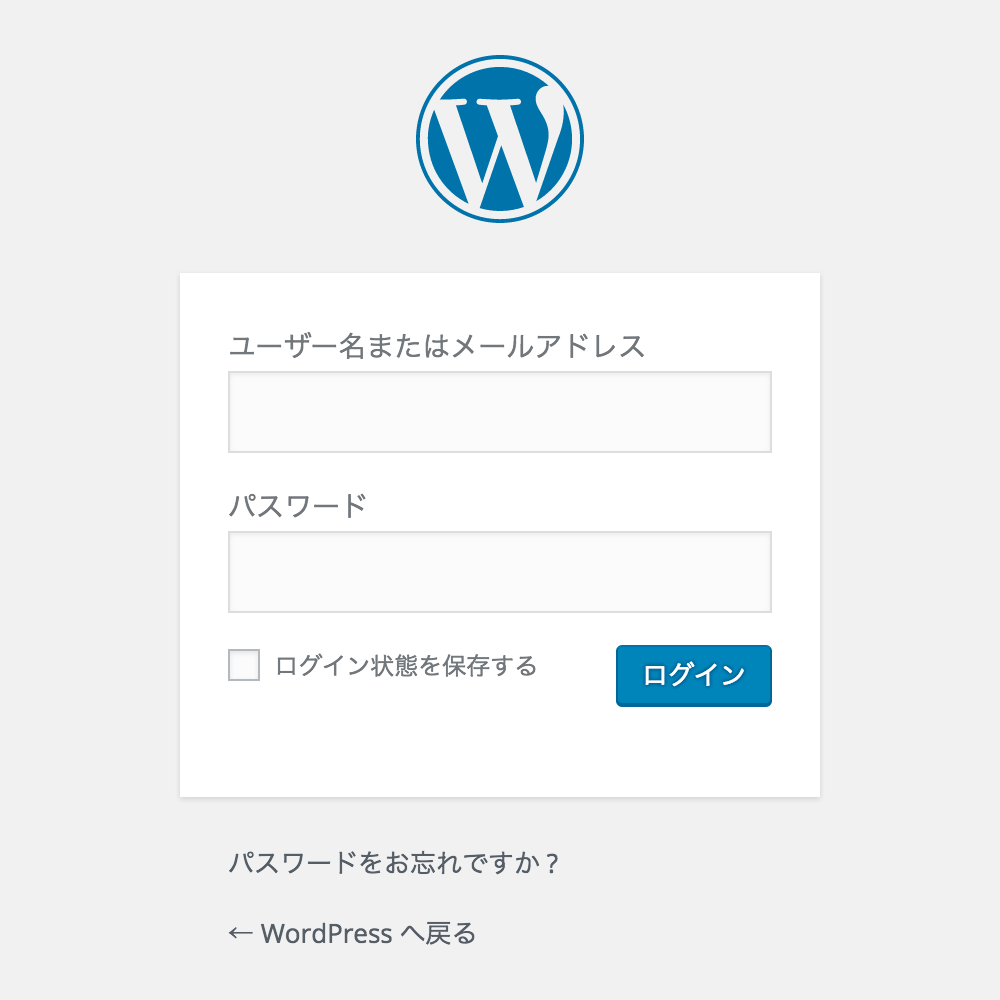 W
ユーザー名またはメールアドレス
パスワード
ログイン状態を保存する
ログイン
パスワードをお忘れですか ?
← WordPress へ戻る